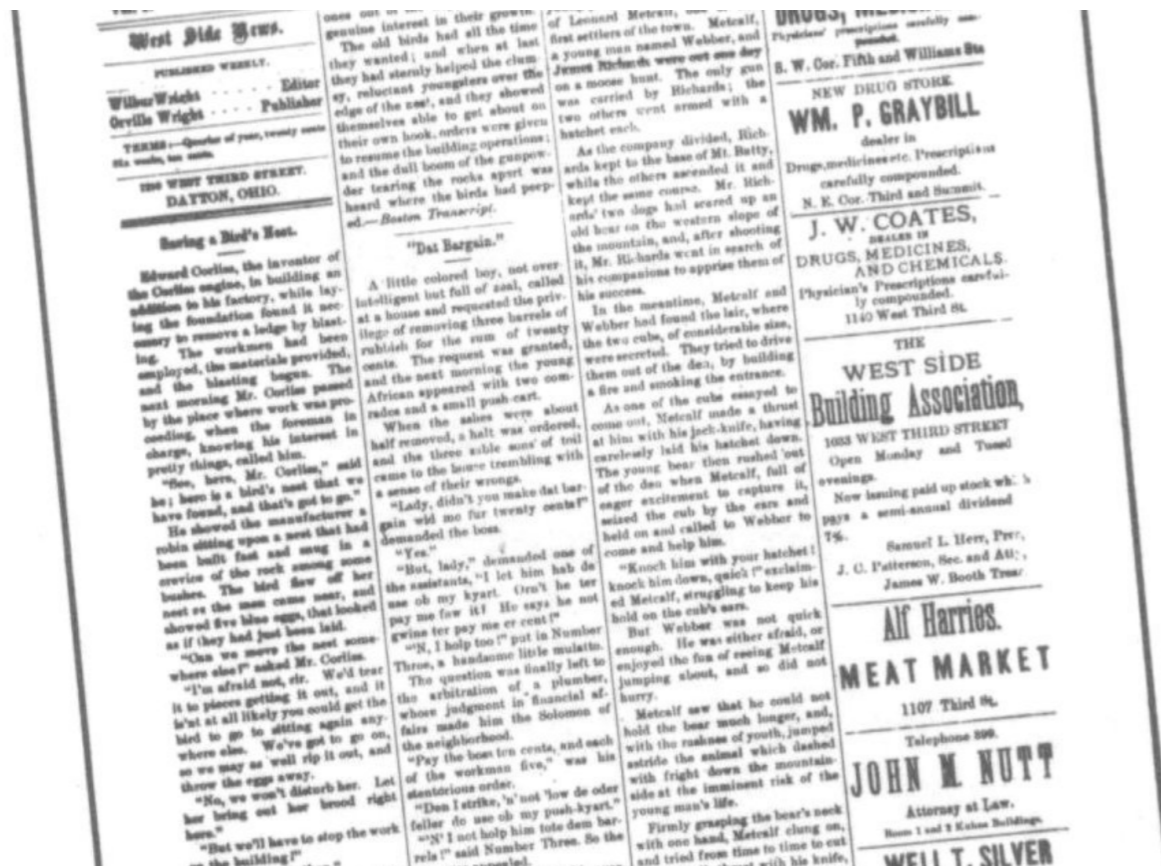 West Side News.
PUBLISHED WEEKLY.
Wilbur Wright ..... Editor
Orville Wright .... Publisher
TERMS:—Quarter of year, twenty cents
Six weeks, ten cents.
1210 WEST THIRD STREET.
DAYTON, OHIO.
Saving a Bird's Nest.
Edward Corliss, the inventor of
the Corliss engine, in building an
addition to his factory, while lay-
ing the foundation found it nec-
essary to remove a ledge by blast-
ing. The workmen had been
employed, the materials provided,
and the blasting begun. The
next morning Mr. Corliss passed
by the place where work was pro-
ceeding, when the foreman in
charge, knowing his interest in
pretty things, called him.
"See, here, Mr. Corliss," said
he; here is a bird's nest that we
have found, and that's got to go."
He showed the manufacturer a
robin sitting upon a nest that had
been built fast and snug in a
crevice of the rock among some
bushes. The bird flew off her
nest as the men came near, and
showed five blue eggs, that looked
as if they had just been laid.
"Can we move the nest some-
where else?" asked Mr. Corliss.
"I'm afraid not, sir. We'd tear
it to pieces getting it out, and it
is'nt at all likely you could get the
bird to go to sitting again any-
where else. We've got to go on,
so we may as well rip it out, and
throw the eggs away.
"No, we won't disturb her. Let
her bring out her brood right
here."
"But we'll have to stop the work
on the building!"
genuine interest in their growth.
The old birds had all the time
they wanted; and when at last
they had sternly helped the clum-
sy, reluctant youngsters over the
edge of the nest, and they showed
themselves able to get about on
their own hook, orders were given
to resume the building operations;
and the dull boom of the gunpow-
der tearing the rocks apart was
heard where the birds had peep-
ed.—Boston Transcript.
"Dat Bargain."
A little colored boy, not over
intelligent but full of zeal, called
at a house and requested the priv-
ilege of removing three barrels of
rubbish for the sum of twenty
cents. The request was granted,
and the next morning the young
African appeared with two com-
rades and a small push-cart.
When the ashes were about
half removed, a halt was ordered,
and the three sable sons of toil
came to the house trembling with
a sense of their wrongs.
"Lady, didn't you make dat bar-
gain wid me fur twenty cents?"
demanded the boss.
"Yes."
"But, lady," demanded one of
the assistants, "I let him hab de
use ob my kyart. Orn't he ter
pay me fow it? He says he not
gwine ter pay me er cent!"
"'N, I holp too!" put in Number
Three, a handsome little mulatto.
The question was finally left to
the arbitration of a plumber,
whose judgment in financial af-
fairs made him the Solomon of
the neighborhood.
"Pay the boss ten cents, and each
of the workman five," was his
stentorious order.
"Den I strike, 'n' not 'low de oder
feller do use ob my push-kyart."
"'N' I not holp him tote dem bar-
rels!" said Number Three. So the
of Leonard Metcalf,
first settlers of the town. Metcalf,
a young man named Webber, and
James Richards were out one day
on a moose hunt. The only gun
was carried by Richards; the
two others went armed with a
hatchet each.
As the company divided, Rich-
ards kept to the base of Mt. Batty,
while the others ascended it and
kept the same course. Mr. Rich-
ards' two dogs had scared up an
old bear on the western slope of
the mountain, and, after shooting
it, Mr. Richards went in search of
his companions to apprise them of
his success.
In the meantime, Metcalf and
Webber had found the lair, where
the two cubs, of considerable size,
were secreted. They tried to drive
them out of the den, by building
a fire and smoking the entrance.
As one of the cubs essayed to
come out, Metcalf made a thrust
at him with his jack-knife, having
carelessly laid his hatchet down.
The young bear then rushed out
of the den when Metcalf, full of
eager excitement to capture it,
seized the cub by the ears and
held on and called to Webber to
come and help him.
"Knock him with your hatchet!
knock him down, quick!" exclaim-
ed Metcalf, struggling to keep his
hold on the cub's ears.
But Webber was not quick
enough. He was either afraid, or
enjoyed the fun of seeing Metcalf
jumping about, and so did not
hurry.
Metcalf saw that he could not
hold the bear much longer, and,
with the rashness of youth, jumped
astride the animal which dashed
with fright down the mountain-
side at the imminent risk of the
young man's life.
Firmly grasping the bear's neck
with one hand, Metcalf clung on,
and tried from time to time to cut
with his knife,
Physicians' prescriptions carefully com-
pounded.
S. W. Cor. Fifth and Williams Sts
NEW DRUG STORE.
WM. P. GRAYBILL
dealer in
Drugs, medicines etc. Prescriptions
carefully compounded.
N. E. Cor. Third and Summit.
J. W. COATES,
DEALER IN
DRUGS, MEDICINES,
AND CHEMICALS.
Physician's Prescriptions careful-
ly compounded.
1140 West Third St.
THE
WEST SIDE
Building Association,
1033 WEST THIRD STREET
Open Monday and Tused
evenings.
Now issuing paid up stock
pays a semi-annual dividend
7%.
Samuel L. Herr, Pres,
J. C. Patterson, Sec. and Atty,
James W. Booth Treas
Alf Harries.
MEAT MARKET
1107 Third St.
Telephone 399.
JOHN M. NUTT
Attorney at Law.
Room 1 and 2 Kuhns Buildings.
WELL T. SILVER